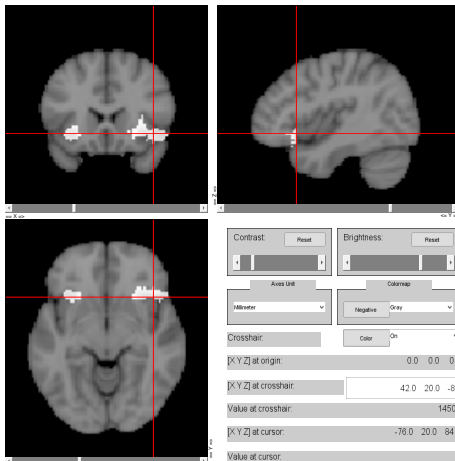 <= X =>
Z =>
<= Y =
<= Y =>
Contrast:
Reset
Brightness:
Reset
Axes Unit
Colormap
Millimeter
Negative
Gray
Crosshair:
Color
On
[X Y Z] at origin:
0.0 0.0 0
[X Y Z] at crosshair:
42.0 20.0 -8
Value at crosshair:
1450
[X Y Z] at cursor:
-76.0 20.0 84
Value at cursor: